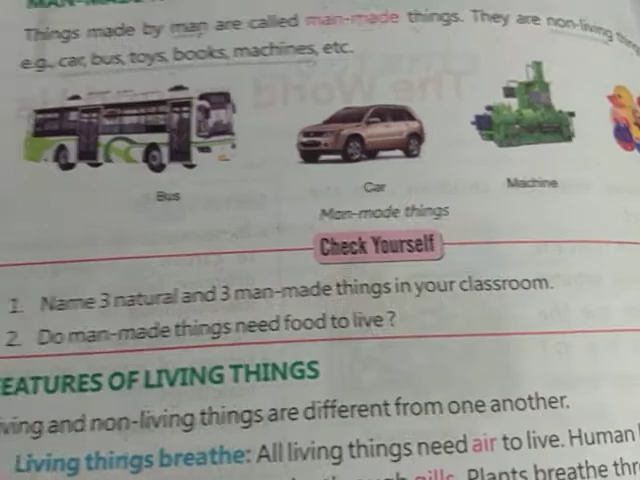 Things made by man are called man-made things. They are non-living things
e.g., car, bus, toys, books, machines, etc.
Bus
Car
Machine
Man-made things
Check Yourself
1. Name 3 natural and 3 man-made things in your classroom.
2. Do man-made things need food to live?
EATURES OF LIVING THINGS
ving and non-living things are different from one another.
Living things breathe: All living things need air to live. Human
gills. Plants breathe thr